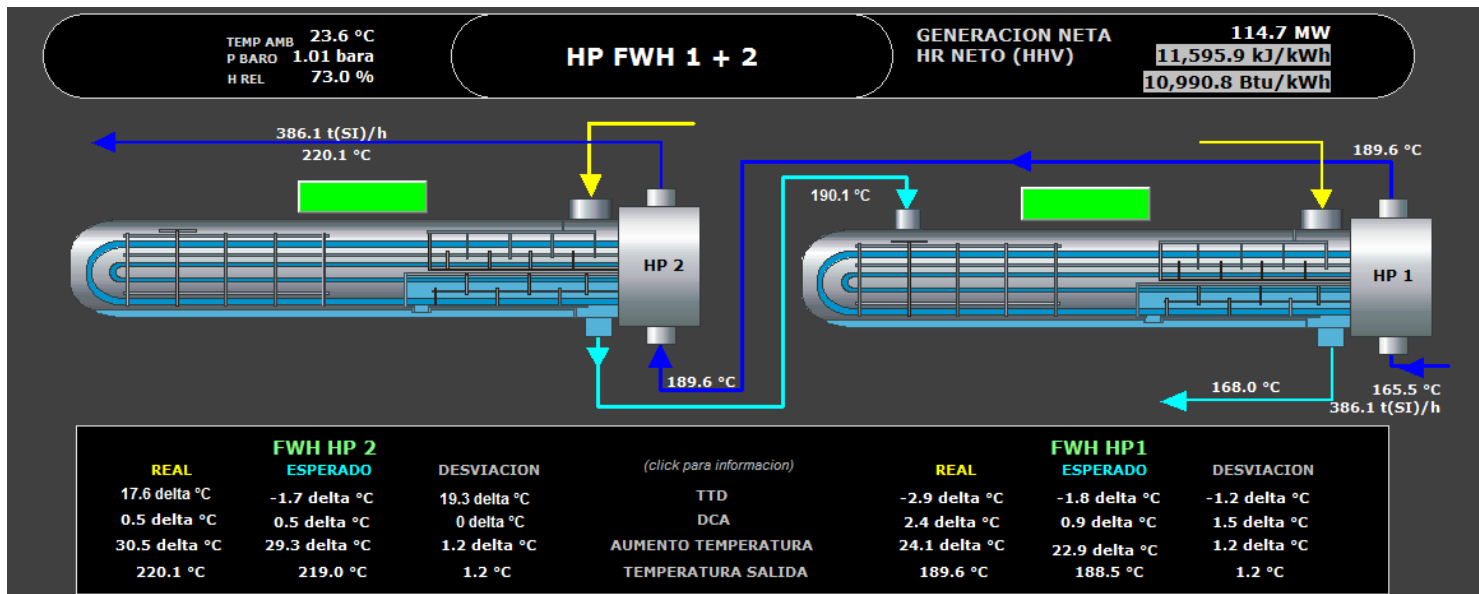 TEMP AMB 23.6 °C
P BARO 1.01 bara
H REL 73.0 %
HP FWH 1 + 2
GENERACION NETA 114.7 MW
HR NETO (HHV) 11,595.9 kJ/kWh
10,990.8 Btu/kWh
386.1 t(SI)/h
220.1 °C
189.6 °C
190.1 °C
HP 2
HP 1
189.6 °C
168.0 °C
165.5 °C
386.1 t(SI)/h
FWH HP 2 FWH HP1
REAL ESPERADO DESVIACION (click para informacion) REAL ESPERADO DESVIACION
17.6 delta °C -1.7 delta °C 19.3 delta °C TTD -2.9 delta °C -1.8 delta °C -1.2 delta °C
0.5 delta °C 0.5 delta °C 0 delta °C DCA 2.4 delta °C 0.9 delta °C 1.5 delta °C
30.5 delta °C 29.3 delta °C 1.2 delta °C AUMENTO TEMPERATURA 24.1 delta °C 22.9 delta °C 1.2 delta °C
220.1 °C 219.0 °C 1.2 °C TEMPERATURA SALIDA 189.6 °C 188.5 °C 1.2 °C